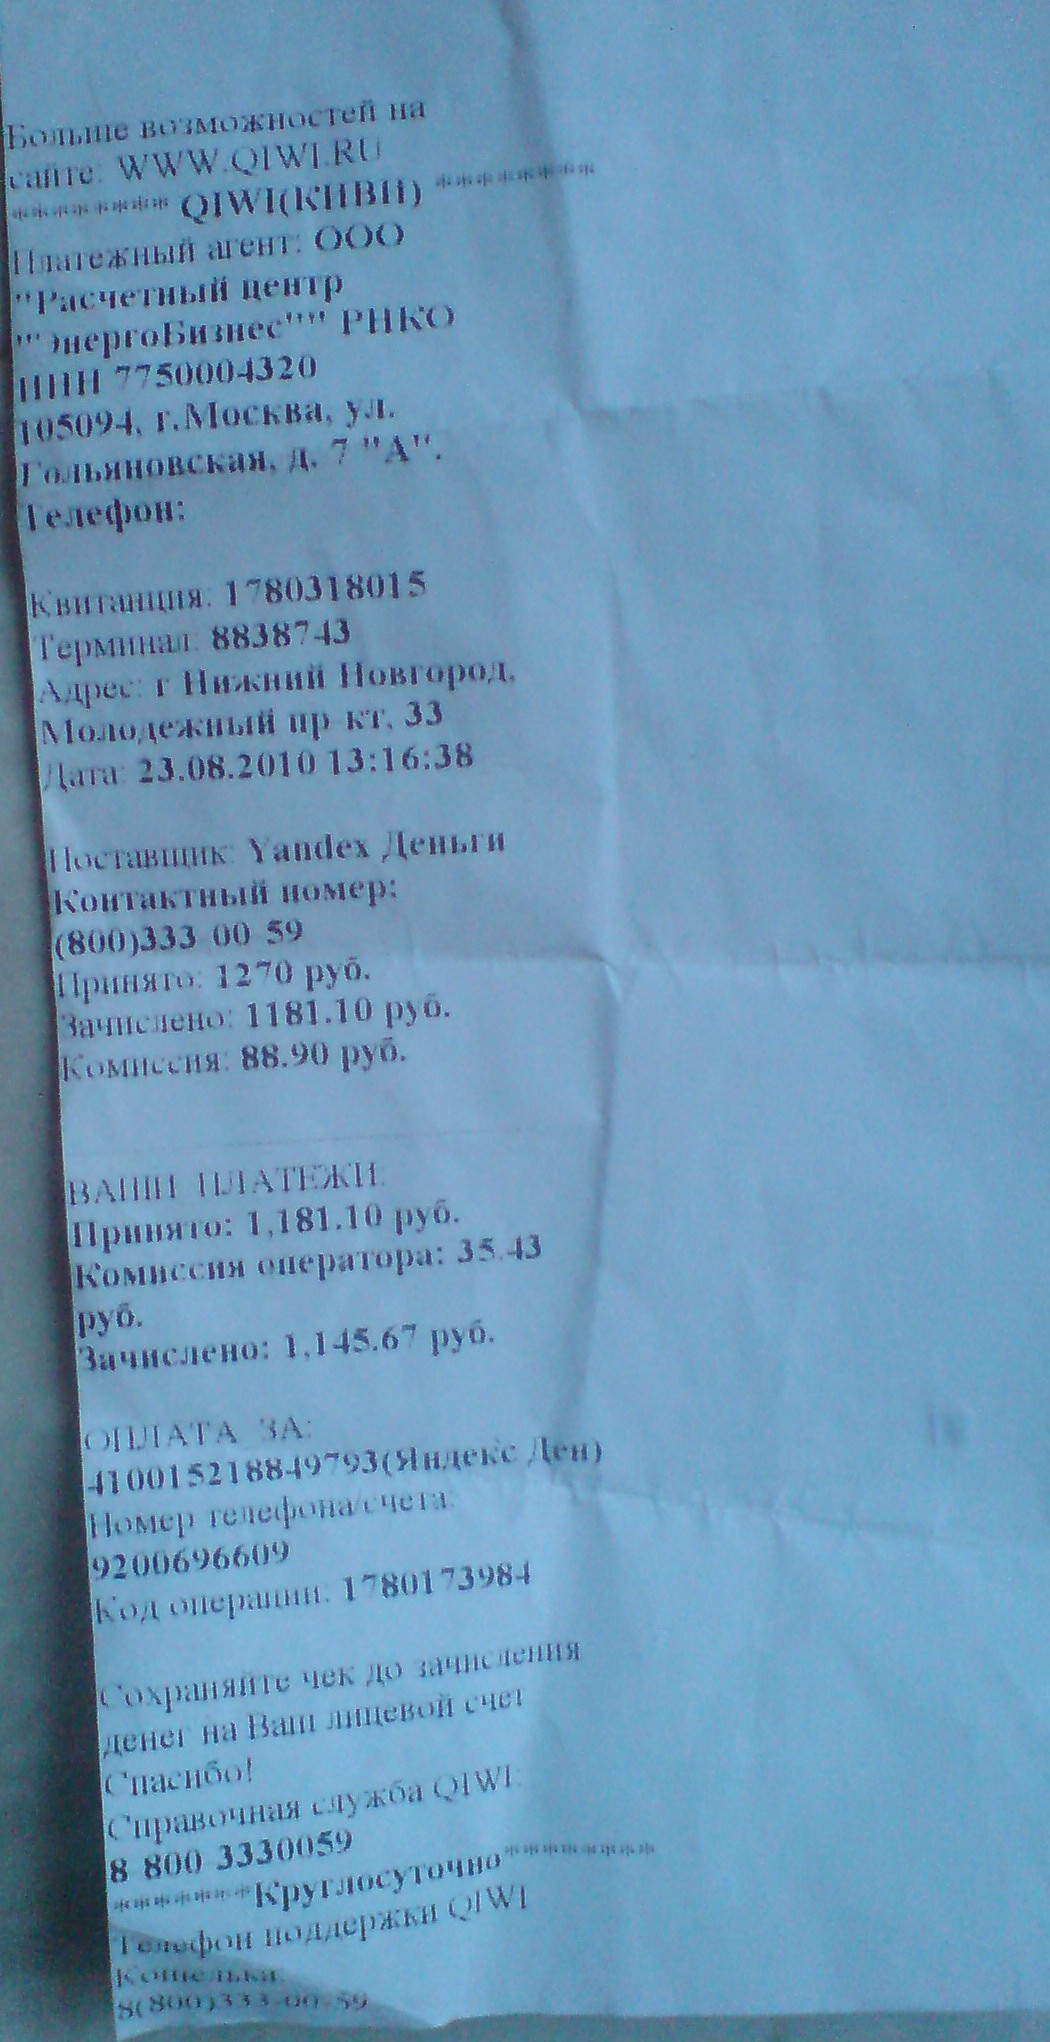 Больше возможностей на
сайте: WWW.QIWI.RU
********* QIWI(КИВИ) *********
Платежный агент: ООО
"Расчетный центр
"'ЭнергоБизнес"'" РНКО
ИНН 7750004320
105094, г.Москва, ул.
Гольяновская, д. 7 "А".
Телефон:
Квитанция: 1780318015
Терминал: 8838743
Адрес: г Нижний Новгород,
Молодежный пр-кт, 33
Дата: 23.08.2010 13:16:38
Поставщик: Yandex Деньги
Контактный номер:
(800)333-00-59
Принято: 1270 руб.
Зачислено: 1181.10 руб.
Комиссия: 88.90 руб.
ВАШИ ПЛАТЕЖИ:
Принято: 1,181.10 руб.
Комиссия оператора: 35.43
руб.
Зачислено: 1,145.67 руб.
ОПЛАТА ЗА:
410015218849793(Яндекс.Ден)
Номер телефона/счета:
9200696609
Код операции: 1780173984
Сохраняйте чек до зачисления
денег на Ваш лицевой счет
Спасибо!
Справочная служба QIWI:
8-800-3330059
********Круглосуточно*********
Телефон поддержки QIWI
Кошелька:
8(800)333-00-59